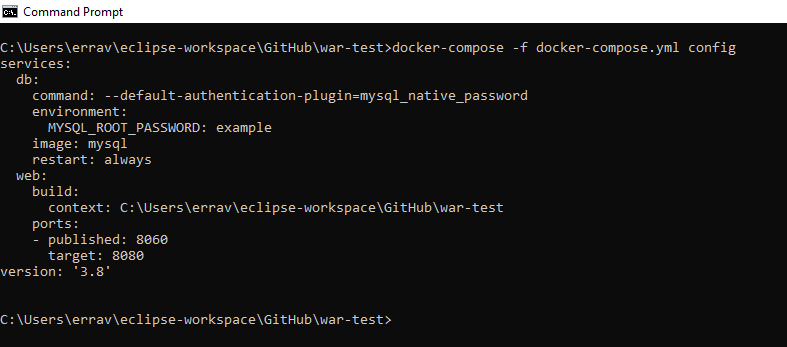 Command Prompt
C:\Users\errav\eclipse-workspace\GitHub\war-test>docker-compose -f docker-compose.yml config
services:
  db:
    command: --default-authentication-plugin=mysql_native_password
    environment:
      MYSQL_ROOT_PASSWORD: example
    image: mysql
    restart: always
  web:
    build:
      context: C:\Users\errav\eclipse-workspace\GitHub\war-test
    ports:
    - published: 8060
      target: 8080
version: '3.8'
C:\Users\errav\eclipse-workspace\GitHub\war-test>